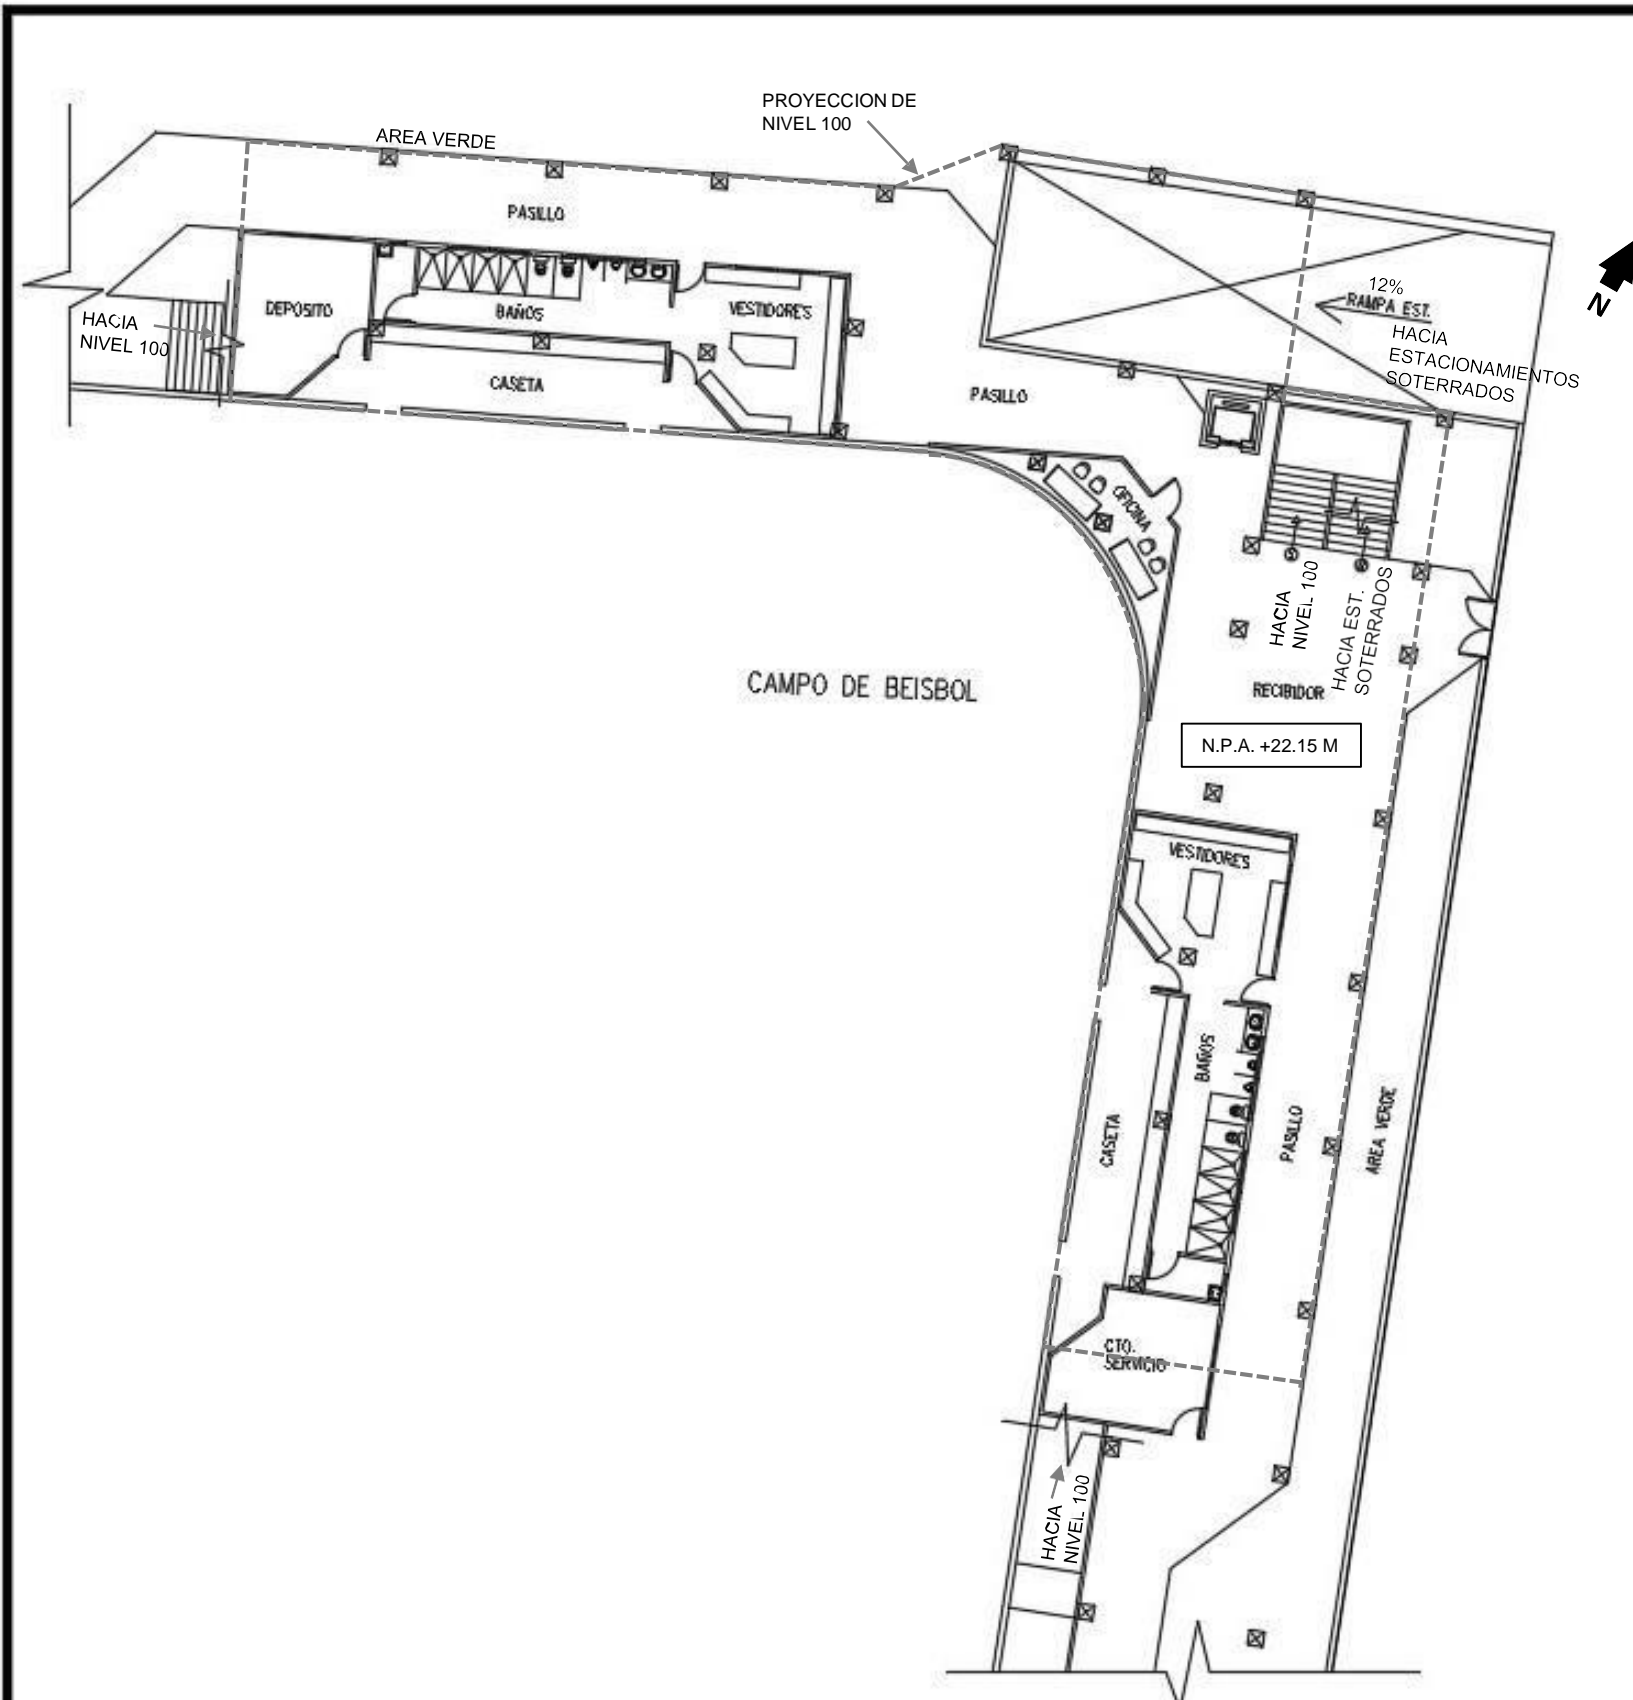 PROYECCION DE
NIVEL 100
AREA VERDE
PASILLO
N
12%
RAMPA EST.
HACIA
ESTACIONAMIENTOS
SOTERRADOS
DEPOSITO
BAÑOS
VESTIDORES
HACIA
NIVEL 100
CASETA
PASILLO
OFICINA
S
S
HACIA
NIVEL 100
HACIA EST.
SOTERRADOS
CAMPO DE BEISBOL
RECIBIDOR
N.P.A. +22.15 M
VESTIDORES
BAÑOS
CASETA
PASILLO
AREA VERDE
CTO.
SERVICIO
HACIA
NIVEL 100